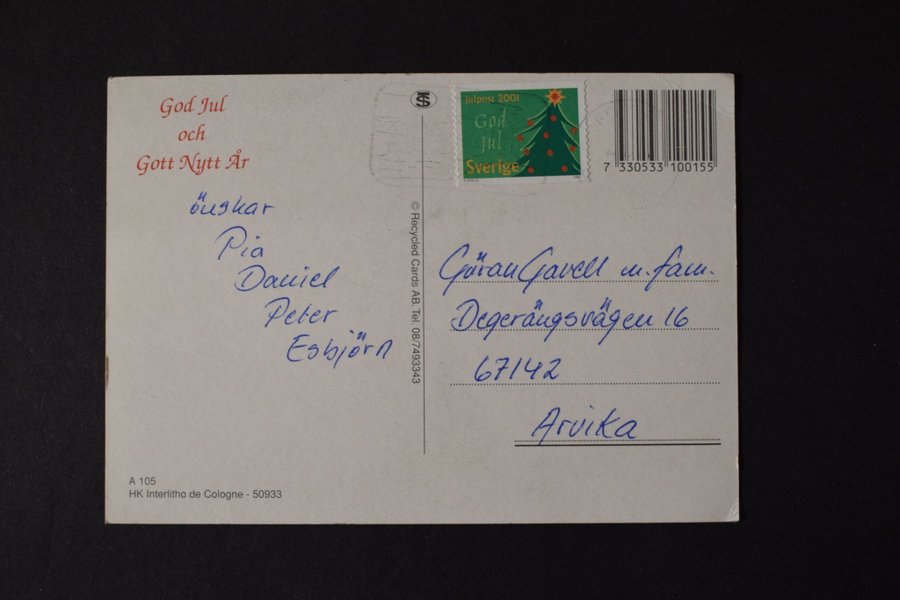 God Jul
och
Gott Nytt År
önskar
Pia
Daniel
Peter
Esbjörn
A 105
HK Interlitho de Cologne - 50933
© Recycled Cards AB. Tel. 08/7493343
Julpost 2001
God
Jul
Sverige
7 330533 100155
Göran Gavell m. fam.
Degerängsvägen 16
67142
Arvika